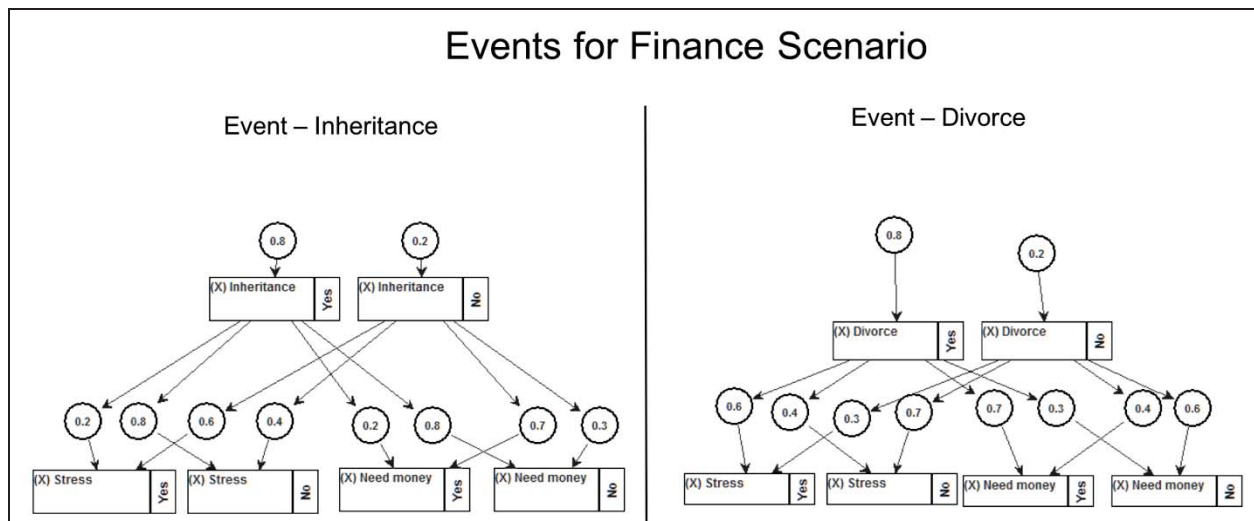 Events for Finance Scenario
Event – Inheritance
0.8 0.2
(X) Inheritance Yes (X) Inheritance No
0.2 0.8 0.6 0.4 0.2 0.8 0.7 0.3
(X) Stress Yes (X) Stress No (X) Need money Yes (X) Need money No
Event – Divorce
0.8 0.2
(X) Divorce Yes (X) Divorce No
0.6 0.4 0.3 0.7 0.7 0.3 0.4 0.6
(X) Stress Yes (X) Stress No (X) Need money Yes (X) Need money No